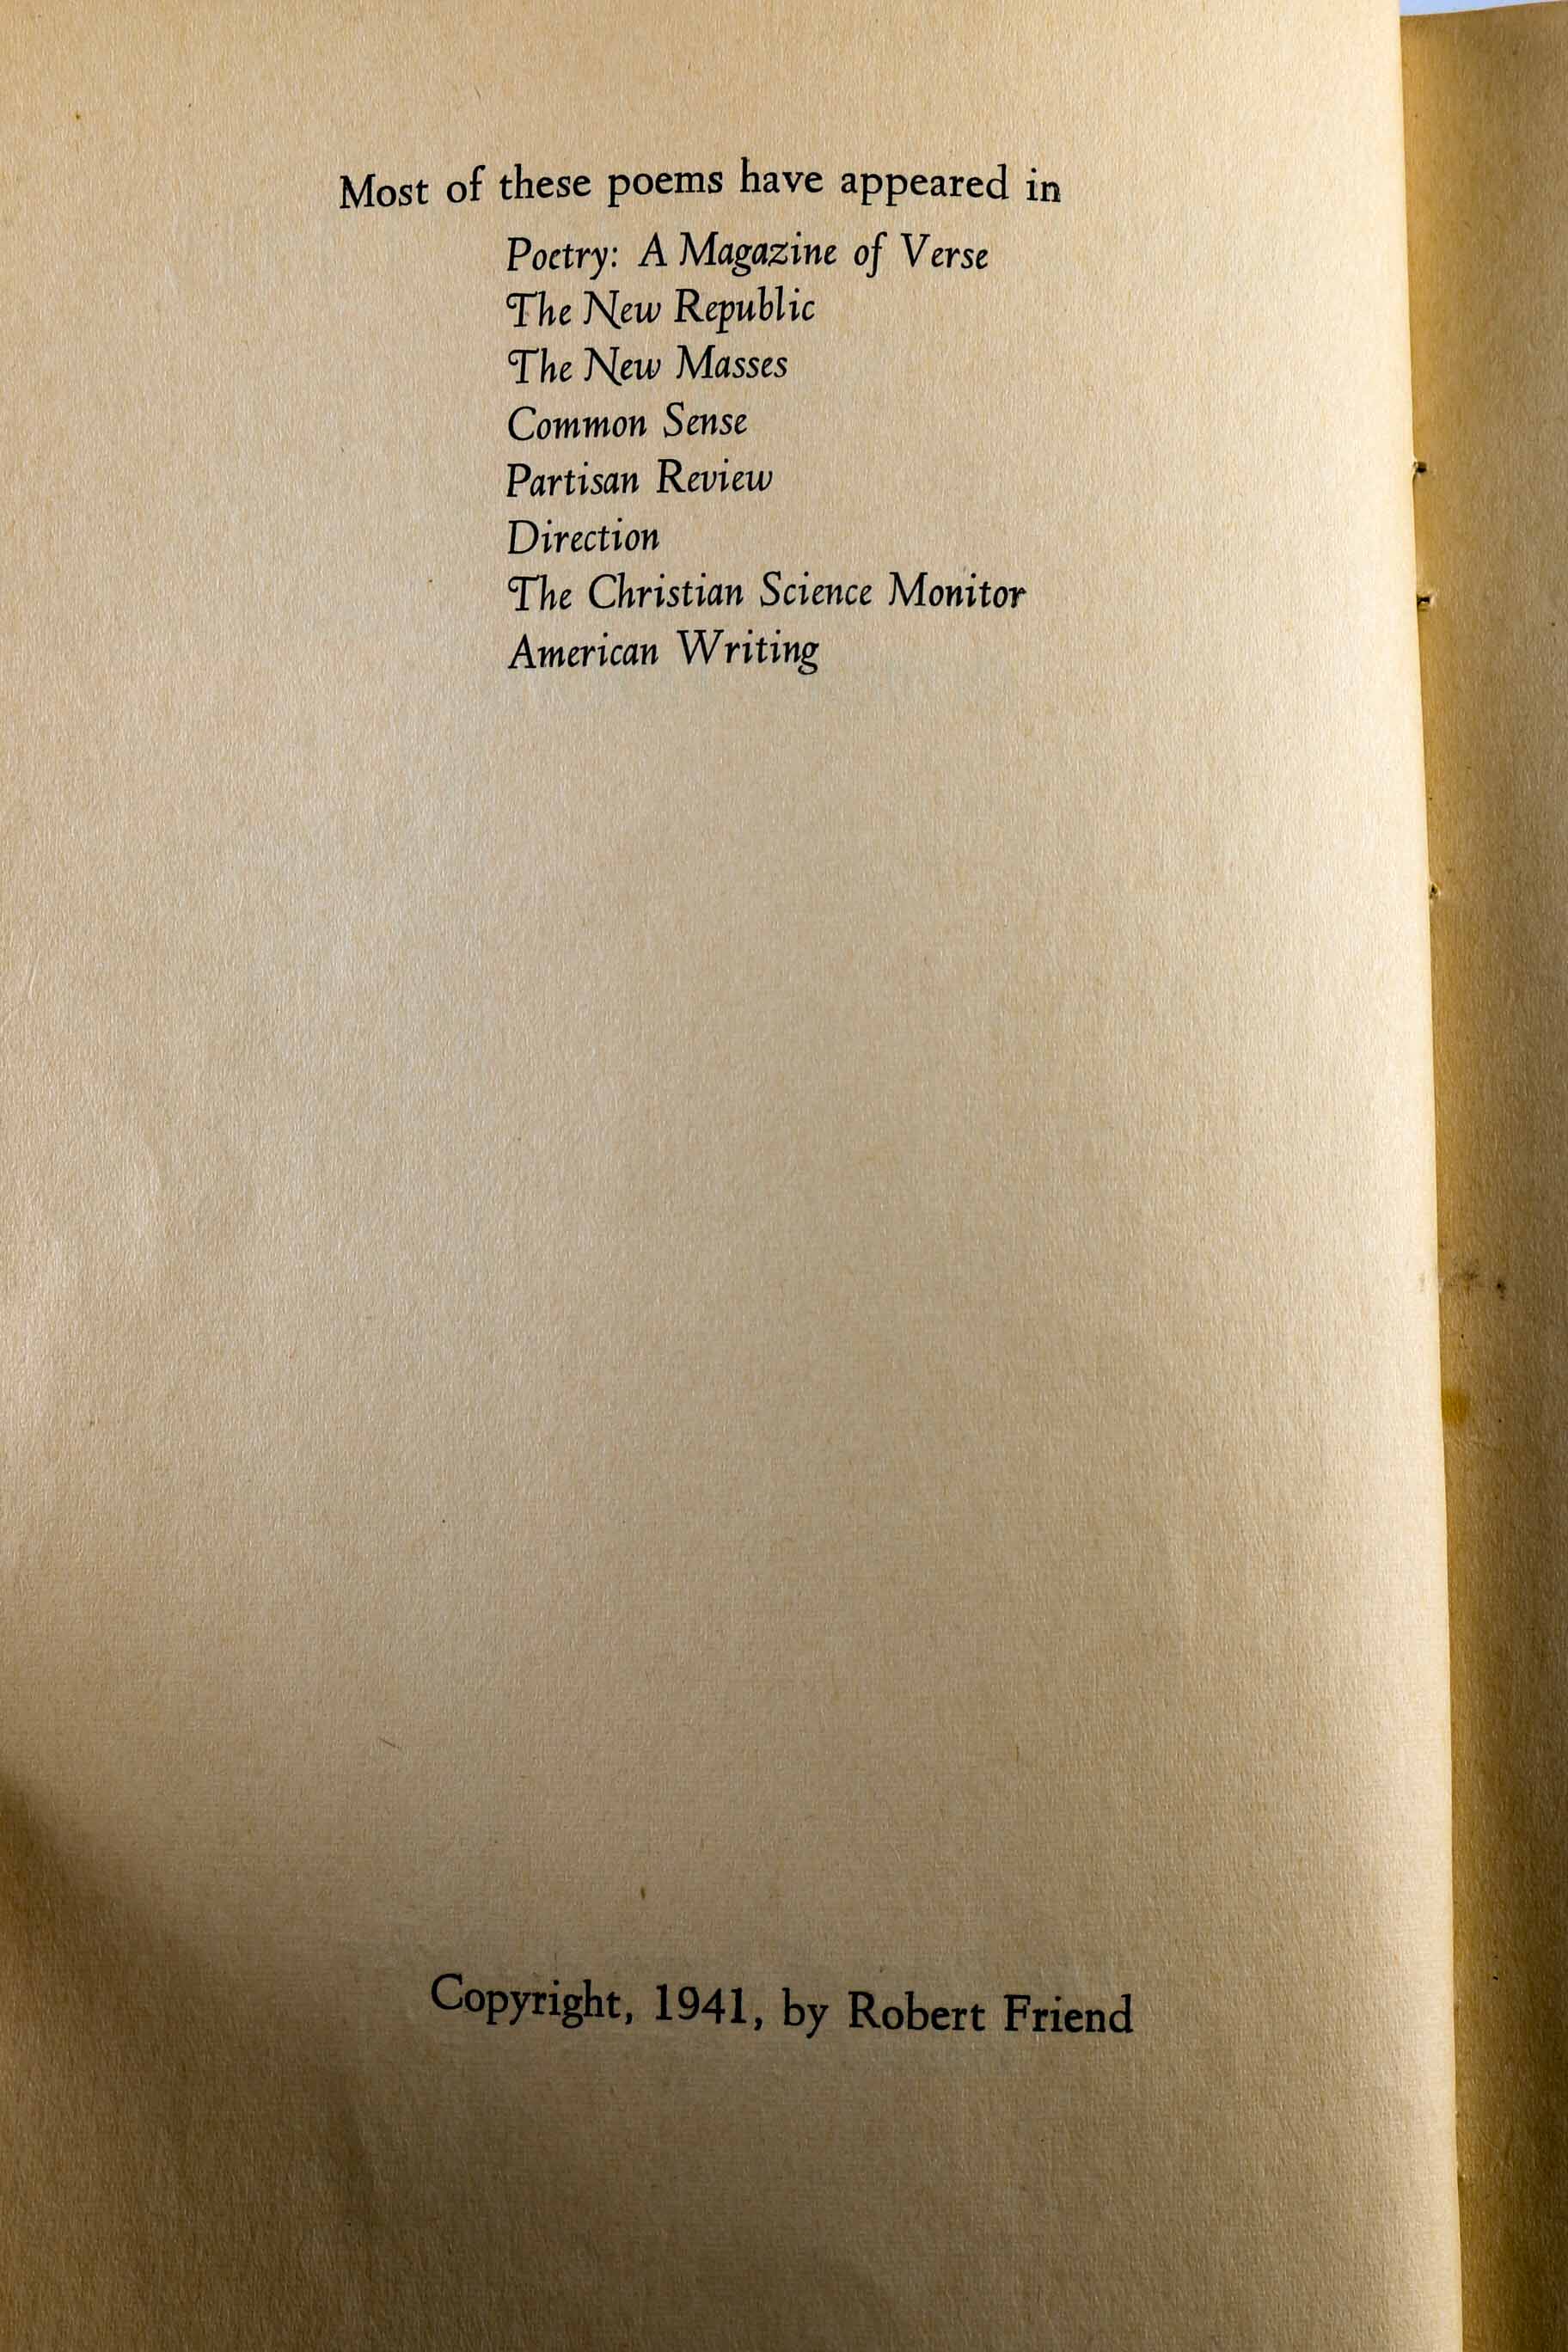 Most of these poems have appeared in
Poetry: A Magazine of Verse
The New Republic
The New Masses
Common Sense
Partisan Review
Direction
The Christian Science Monitor
American Writing
Copyright, 1941, by Robert Friend